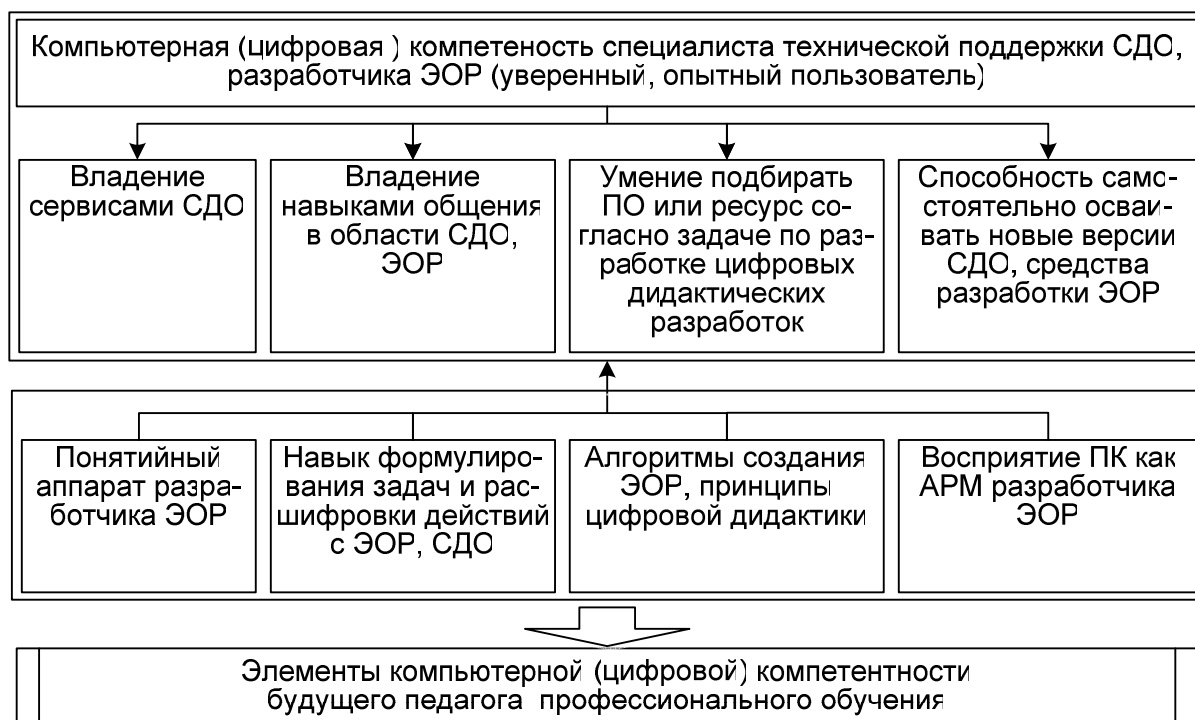 Компьютерная (цифровая ) компетеность специалиста технической поддержки СДО,
разработчика ЭОР (уверенный, опытный пользователь)
Владение
сервисами СДО
Владение
навыками общения
в области СДО,
ЭОР
Умение подбирать
ПО или ресурс со-
гласно задаче по раз-
работке цифровых
дидактических
разработок
Способность само-
стоятельно осваи-
вать новые версии
СДО, средства
разработки ЭОР
Понятийный
аппарат разра-
ботчика ЭОР
Навык формулиро-
вания задач и рас-
шифровки действий
с ЭОР, СДО
Алгоритмы создания
ЭОР, принципы
цифровой дидактики
Восприятие ПК как
АРМ разработчика
ЭОР
Элементы компьютерной (цифровой) компетентности
будущего педагога профессионального обучения